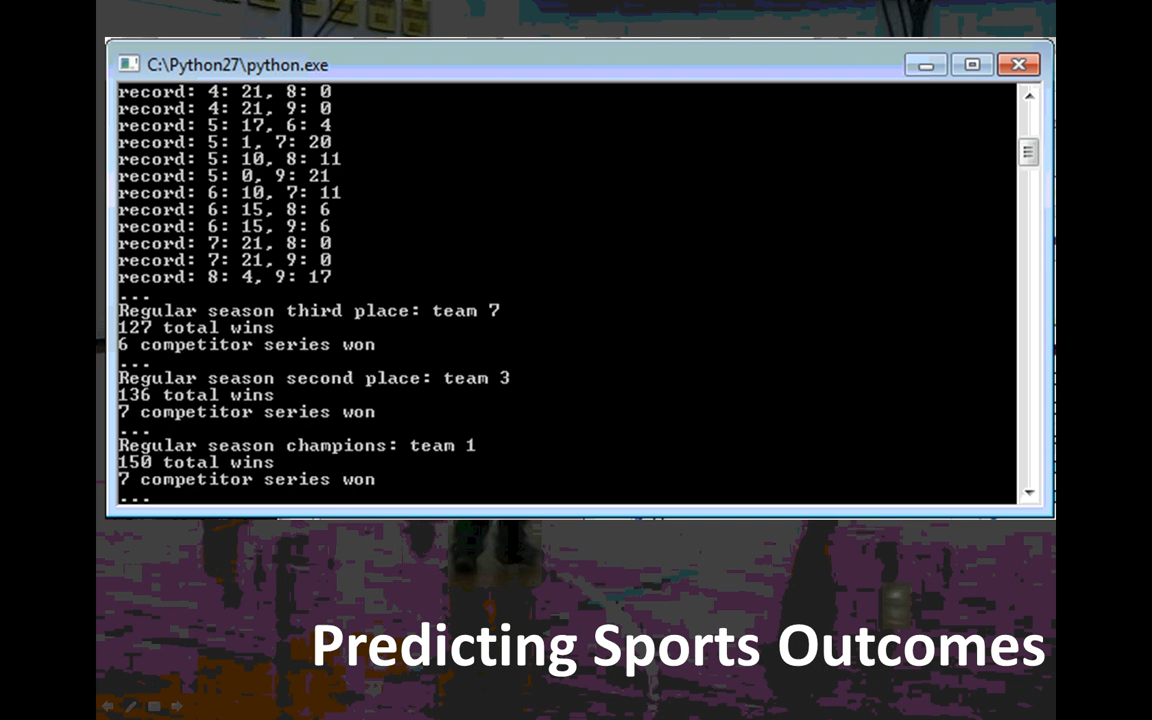 C:\Python27\python.exe
record: 4: 21, 8: 0
record: 4: 21, 9: 0
record: 5: 17, 6: 4
record: 5: 1, 7: 20
record: 5: 10, 8: 11
record: 5: 0, 9: 21
record: 6: 10, 7: 11
record: 6: 15, 8: 6
record: 6: 15, 9: 6
record: 7: 21, 8: 0
record: 7: 21, 9: 0
record: 8: 4, 9: 17
...
Regular season third place: team 7
127 total wins
6 competitor series won
...
Regular season second place: team 3
136 total wins
7 competitor series won
...
Regular season champions: team 1
150 total wins
7 competitor series won
...
Predicting Sports Outcomes